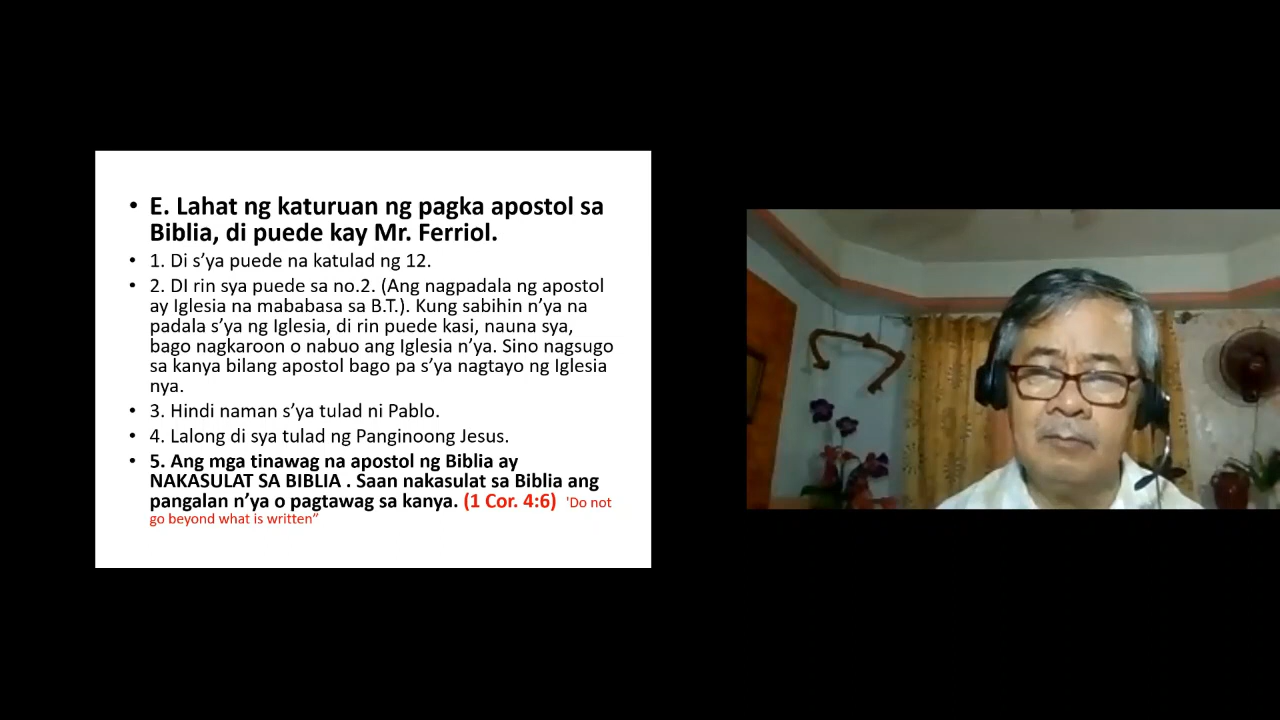 • E. Lahat ng katuruan ng pagka apostol sa
Biblia, di puede kay Mr. Ferriol.
• 1. Di s’ya puede na katulad ng 12.
• 2. DI rin sya puede sa no.2. (Ang nagpadala ng apostol
ay Iglesia na mababasa sa B.T.). Kung sabihin n’ya na
padala s’ya ng Iglesia, di rin puede kasi, nauna sya,
bago nagkaroon o nabuo ang Iglesia n’ya. Sino nagsugo
sa kanya bilang apostol bago pa s’ya nagtayo ng Iglesia
nya.
• 3. Hindi naman s’ya tulad ni Pablo.
• 4. Lalong di sya tulad ng Panginoong Jesus.
• 5. Ang mga tinawag na apostol ng Biblia ay
NAKASULAT SA BIBLIA . Saan nakasulat sa Biblia ang
pangalan n’ya o pagtawag sa kanya. (1 Cor. 4:6) 'Do not
go beyond what is written”